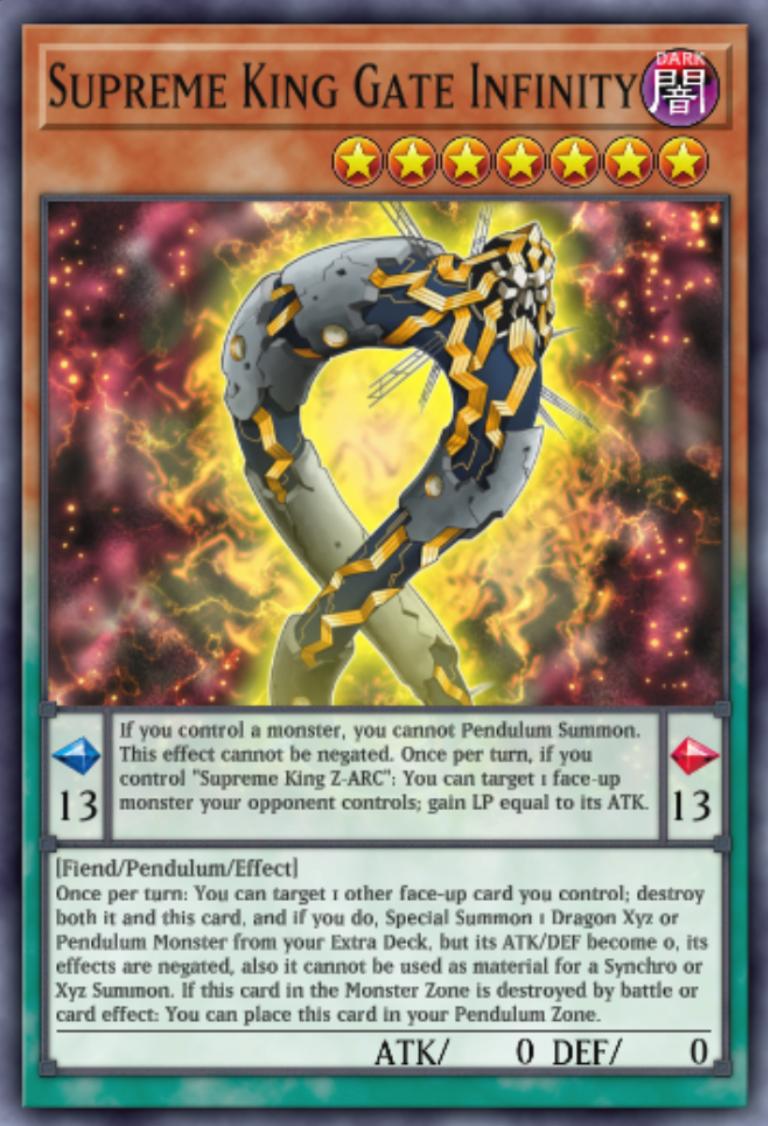 SUPREME KING GATE INFINITY
DARK
闇
If you control a monster, you cannot Pendulum Summon.
This effect cannot be negated. Once per turn, if you
control "Supreme King Z-ARC": You can target 1 face-up
monster your opponent controls; gain LP equal to its ATK.
13
13
[Fiend/Pendulum/Effect]
Once per turn: You can target 1 other face-up card you control; destroy
both it and this card, and if you do, Special Summon 1 Dragon Xyz or
Pendulum Monster from your Extra Deck, but its ATK/DEF become 0, its
effects are negated, also it cannot be used as material for a Synchro or
Xyz Summon. If this card in the Monster Zone is destroyed by battle or
card effect: You can place this card in your Pendulum Zone.
ATK/ 0 DEF/ 0